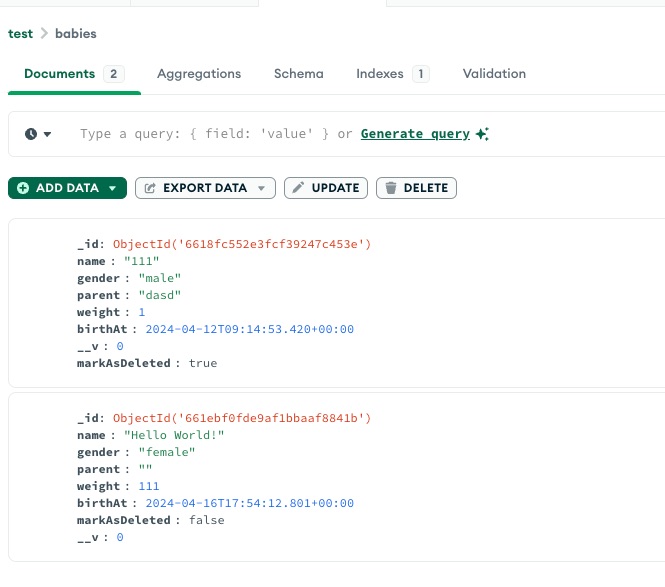 test > babies
Documents 2 Aggregations Schema Indexes 1 Validation
Type a query: { field: 'value' } or Generate query
ADD DATA EXPORT DATA UPDATE DELETE
_id: ObjectId('6618fc552e3fcf39247c453e')
name : "111"
gender : "male"
parent : "dasd"
weight : 1
birthAt : 2024-04-12T09:14:53.420+00:00
__v : 0
markAsDeleted : true
_id: ObjectId('661ebf0fde9af1bbaaf8841b')
name : "Hello World!"
gender : "female"
parent : ""
weight : 111
birthAt : 2024-04-16T17:54:12.801+00:00
markAsDeleted : false
__v : 0